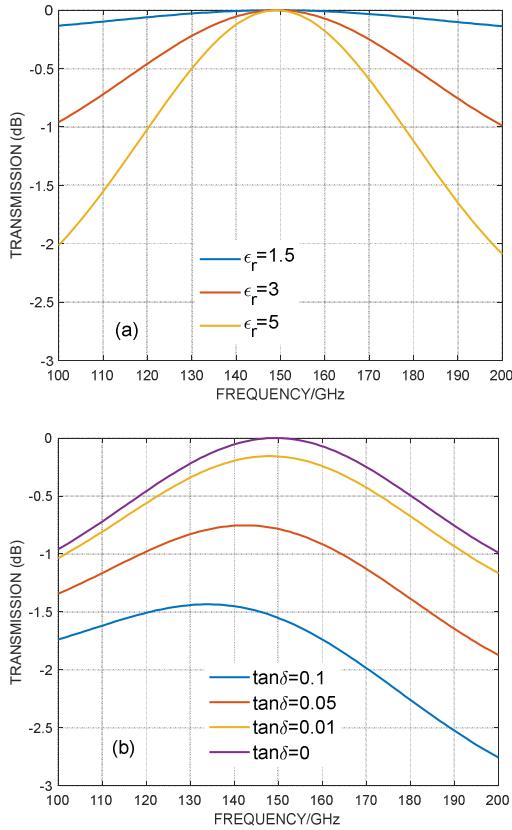 0
-0.5
-1
-1.5
-2
-2.5
-3
TRANSMISSION (dB)
ϵr=1.5
ϵr=3
ϵr=5
(a)
100 110 120 130 140 150 160 170 180 190 200
FREQUENCY/GHz
0
-0.5
-1
-1.5
-2
-2.5
-3
TRANSMISSION (dB)
tanδ=0.1
tanδ=0.05
tanδ=0.01
tanδ=0
(b)
100 110 120 130 140 150 160 170 180 190 200
FREQUENCY/GHz